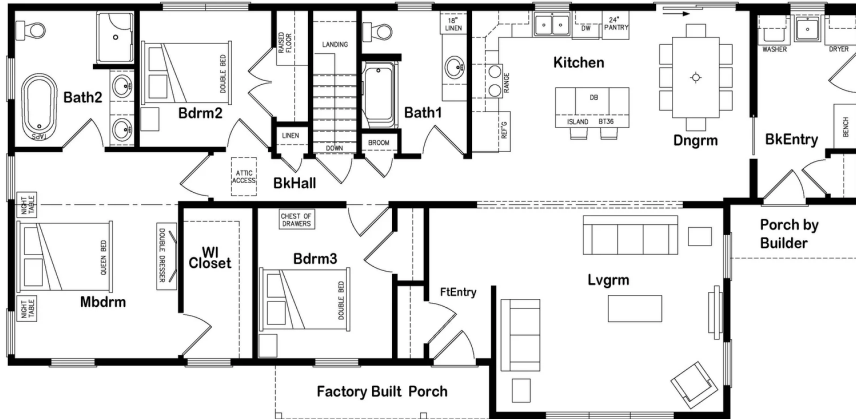 LANDING
RAISED
FLOOR
18"
LINEN
DW
24"
PANTRY
WASHER
DRYER
Kitchen
DOUBLE BED
RANGE
Bath2
Bdrm2
DB
TAPS
Bath1
ISLAND BT36
BENCH
REF'G
Dngrm
BkEntry
LINEN
DOWN
BROOM
ATTIC
ACCESS
BkHall
NIGHT
TABLE
CHEST OF
DRAWERS
Porch by
Builder
QUEEN BED
DOUBLE DRESSER
WI
Closet
Bdrm3
Lvgrm
Mbdrm
DOUBLE BED
FtEntry
NIGHT
TABLE
Factory Built Porch